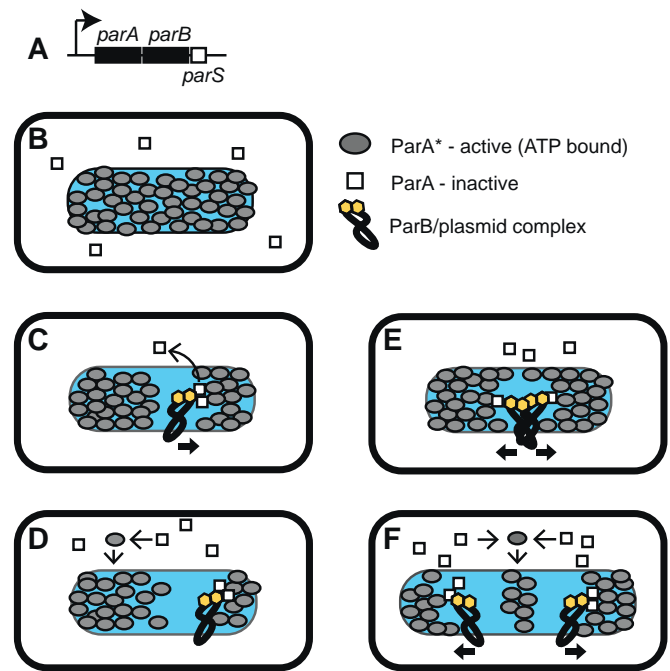 A
parA parB
parS
B
ParA* - active (ATP bound)
ParA - inactive
ParB/plasmid complex
C
E
D
F